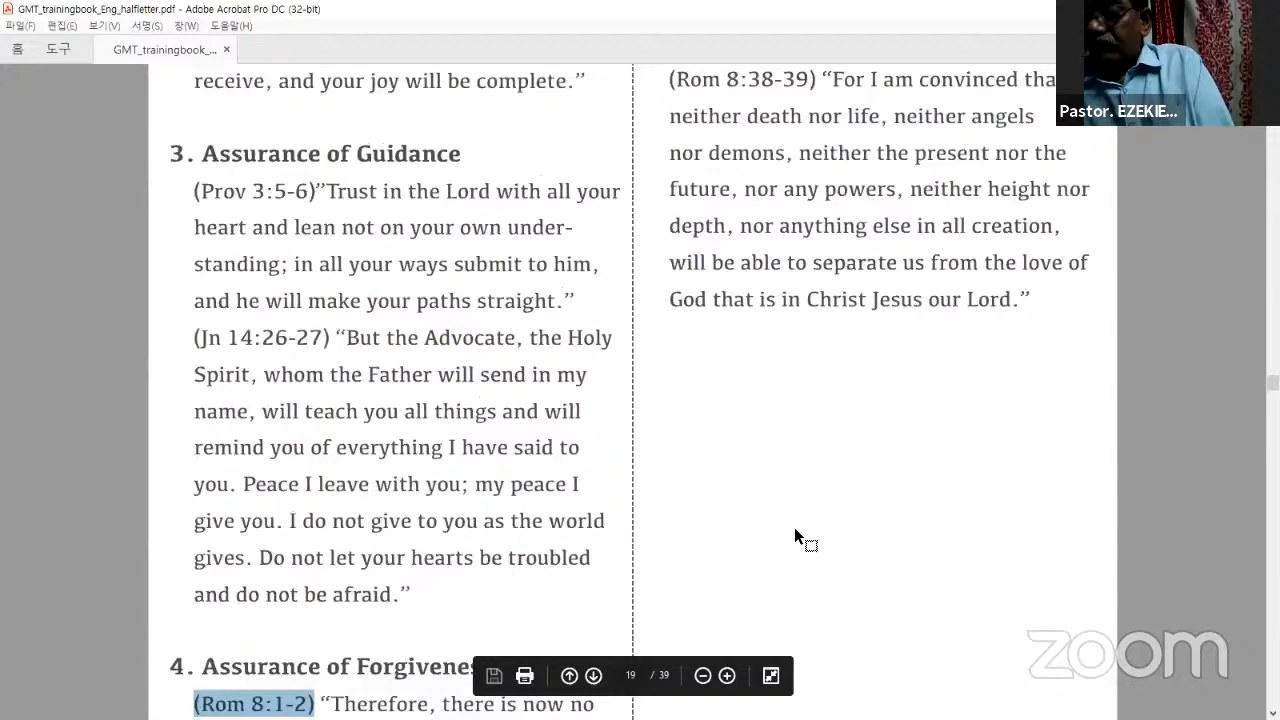 GMT_trainingbook_Eng_halfletter.pdf - Adobe Acrobat Pro DC (32-bit)
파일(F) 편집(E) 보기(V) 서명(S) 창(W) 도움말(H)
홈 도구 GMT_trainingbook_... ×
receive, and your joy will be complete.”
3. Assurance of Guidance
(Prov 3:5-6)”Trust in the Lord with all your
heart and lean not on your own under-
standing; in all your ways submit to him,
and he will make your paths straight.”
(Jn 14:26-27) “But the Advocate, the Holy
Spirit, whom the Father will send in my
name, will teach you all things and will
remind you of everything I have said to
you. Peace I leave with you; my peace I
give you. I do not give to you as the world
gives. Do not let your hearts be troubled
and do not be afraid.”
4. Assurance of Forgivenes
(Rom 8:1-2) “Therefore, there is now no
(Rom 8:38-39) “For I am convinced tha
neither death nor life, neither angels
nor demons, neither the present nor the
future, nor any powers, neither height nor
depth, nor anything else in all creation,
will be able to separate us from the love of
God that is in Christ Jesus our Lord.”
Pastor. EZEKIE...
19 / 39
zoom